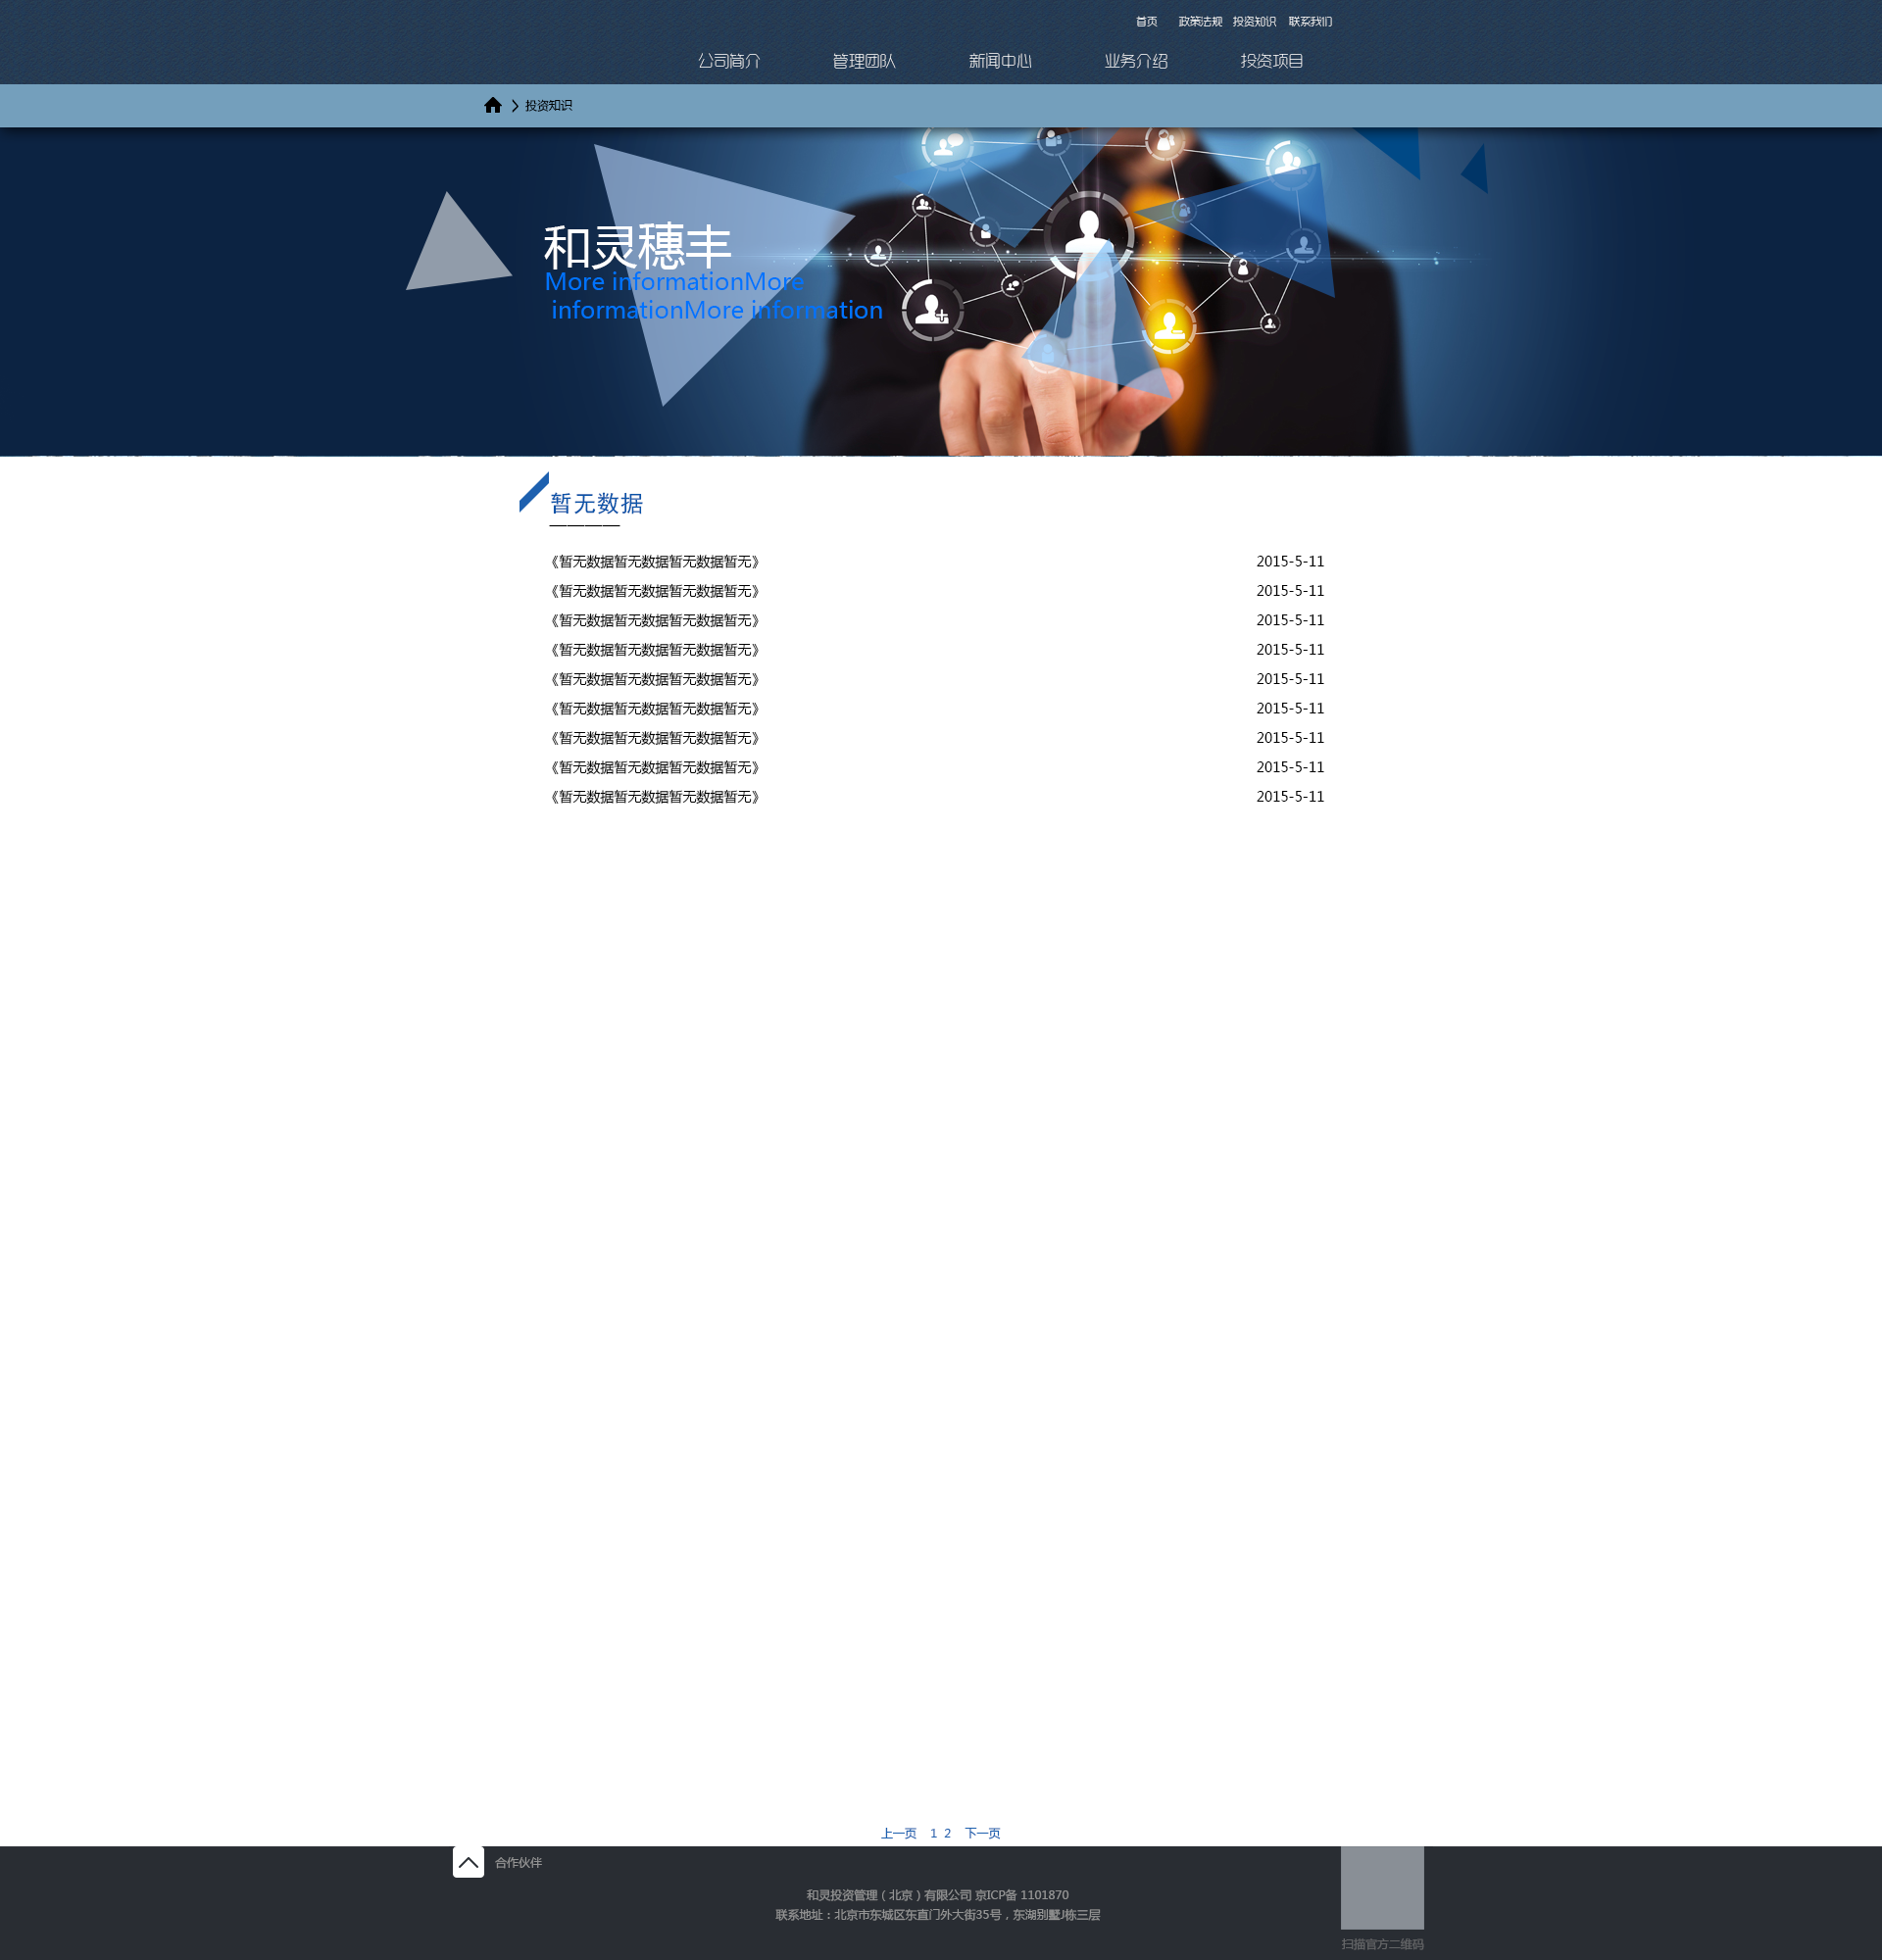 首页 政策法规 投资知识 联系我们
公司简介 管理团队 新闻中心 业务介绍 投资项目
投资知识
和灵穗丰
More informationMore
informationMore information
暂无数据
《暂无数据暂无数据暂无数据暂无》 2015-5-11
《暂无数据暂无数据暂无数据暂无》 2015-5-11
《暂无数据暂无数据暂无数据暂无》 2015-5-11
《暂无数据暂无数据暂无数据暂无》 2015-5-11
《暂无数据暂无数据暂无数据暂无》 2015-5-11
《暂无数据暂无数据暂无数据暂无》 2015-5-11
《暂无数据暂无数据暂无数据暂无》 2015-5-11
《暂无数据暂无数据暂无数据暂无》 2015-5-11
《暂无数据暂无数据暂无数据暂无》 2015-5-11
上一页 1 2 下一页
合作伙伴
和灵投资管理（北京）有限公司 京ICP备 1101870
联系地址：北京市东城区东直门外大街35号，东湖别墅J栋三层
扫描官方二维码